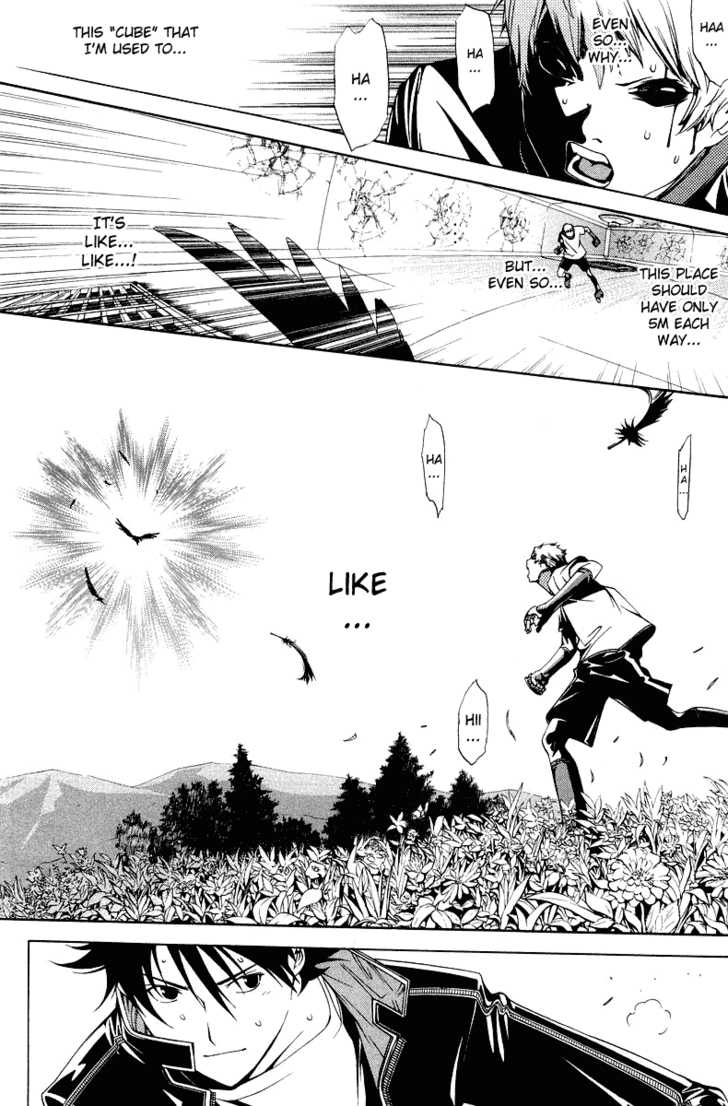 HAA
...
EVEN
SO...
WHY...
HA
...
HA
...
THIS "CUBE" THAT
I'M USED TO...
THIS PLACE
SHOULD
HAVE ONLY
5M EACH
WAY...
BUT...
EVEN SO...
IT'S
LIKE...
LIKE...!
HA
...
HA
...
LIKE
...
HII
...